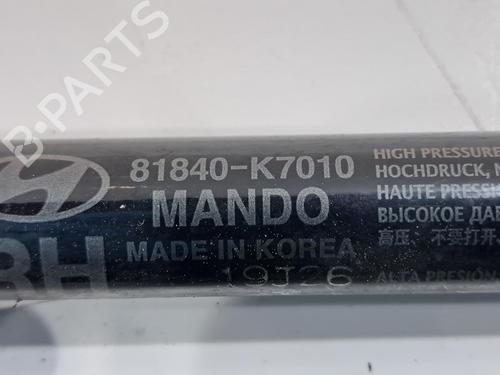 B-PARTS
RH
81840-K7010
MANDO
MADE IN KOREA
19J26
HIGH PRESSURE
HOCHDRUCK,
HAUTE PRESS
ВЫСОКОЕ ДА
高压、不要打开
ALTA PRESIÓN